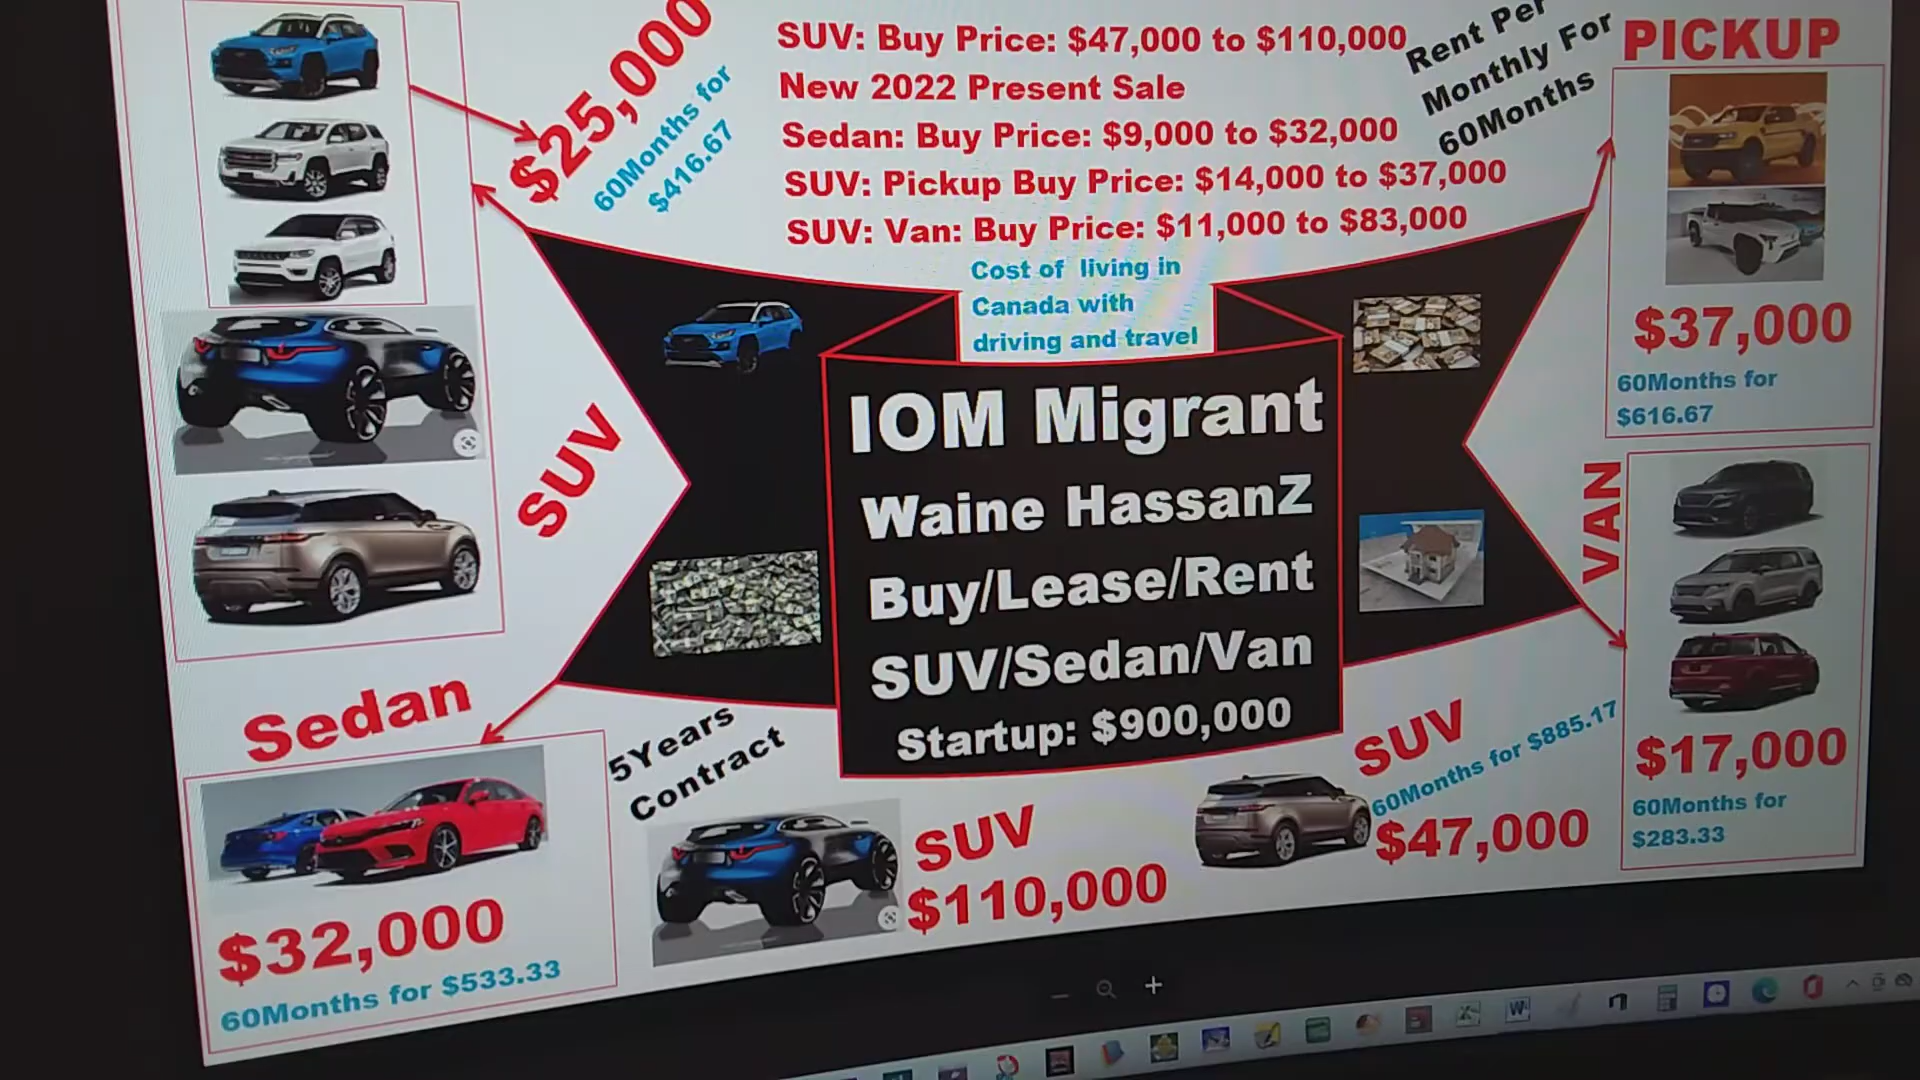 $25,000
60Months for
$416.67
SUV: Buy Price: $47,000 to $110,000
New 2022 Present Sale
Sedan: Buy Price: $9,000 to $32,000
SUV: Pickup Buy Price: $14,000 to $37,000
SUV: Van: Buy Price: $11,000 to $83,000
Rent Per
Monthly For
60Months
PICKUP
$37,000
60Months for
$616.67
Cost of living in
Canada with
driving and travel
IOM Migrant
Waine HassanZ
Buy/Lease/Rent
SUV/Sedan/Van
Startup: $900,000
SUV
VAN
$17,000
60Months for
$283.33
Sedan
$32,000
60Months for $533.33
5Years
Contract
SUV
$110,000
SUV
60Months for $885.17
$47,000